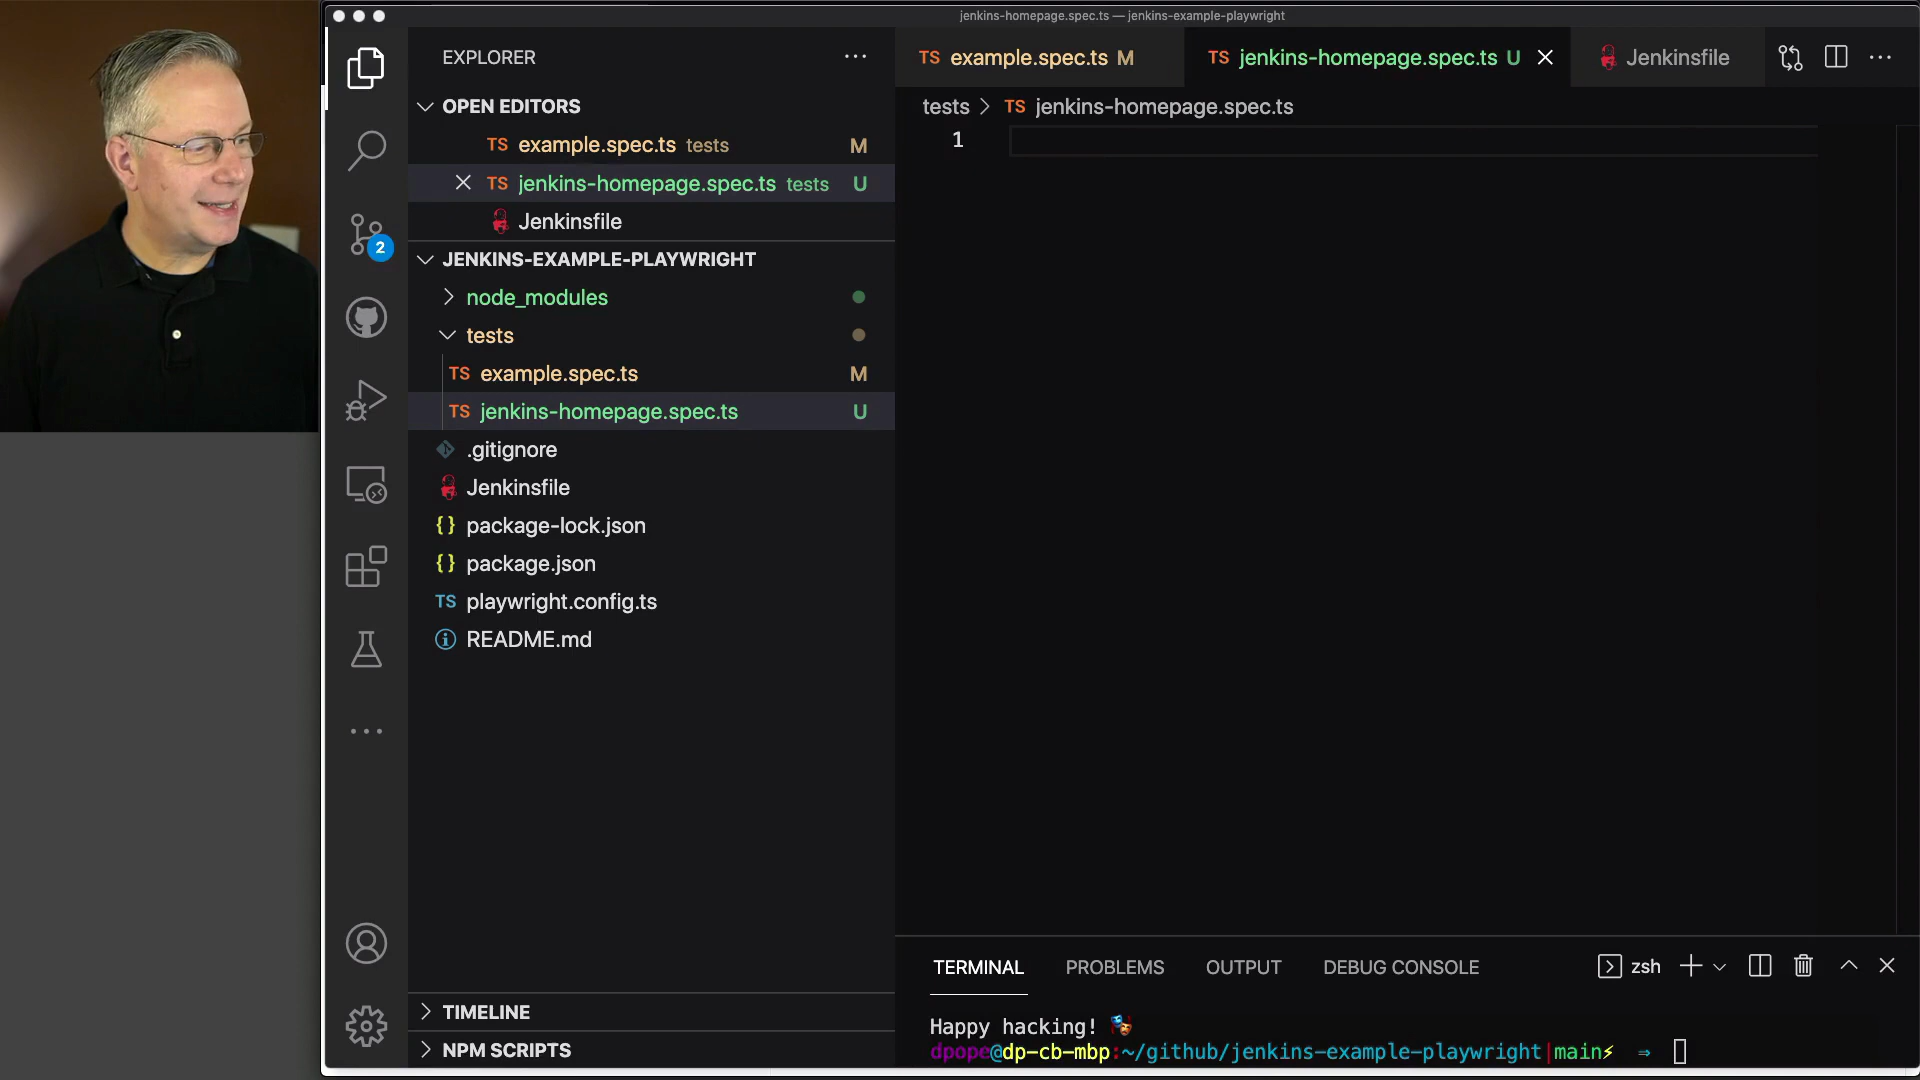 jenkins-homepage.spec.ts — jenkins-example-playwright
EXPLORER
OPEN EDITORS
TS example.spec.ts tests M
TS jenkins-homepage.spec.ts tests U
Jenkinsfile
JENKINS-EXAMPLE-PLAYWRIGHT
node_modules
tests
TS example.spec.ts M
TS jenkins-homepage.spec.ts U
.gitignore
Jenkinsfile
{} package-lock.json
{} package.json
TS playwright.config.ts
README.md
TIMELINE
NPM SCRIPTS
2
TS example.spec.ts M
TS jenkins-homepage.spec.ts U
Jenkinsfile
tests > TS jenkins-homepage.spec.ts
1
TERMINAL PROBLEMS OUTPUT DEBUG CONSOLE
zsh
Happy hacking! 🎭
dpope@dp-cb-mbp:~/github/jenkins-example-playwright|main⚡ ⇒